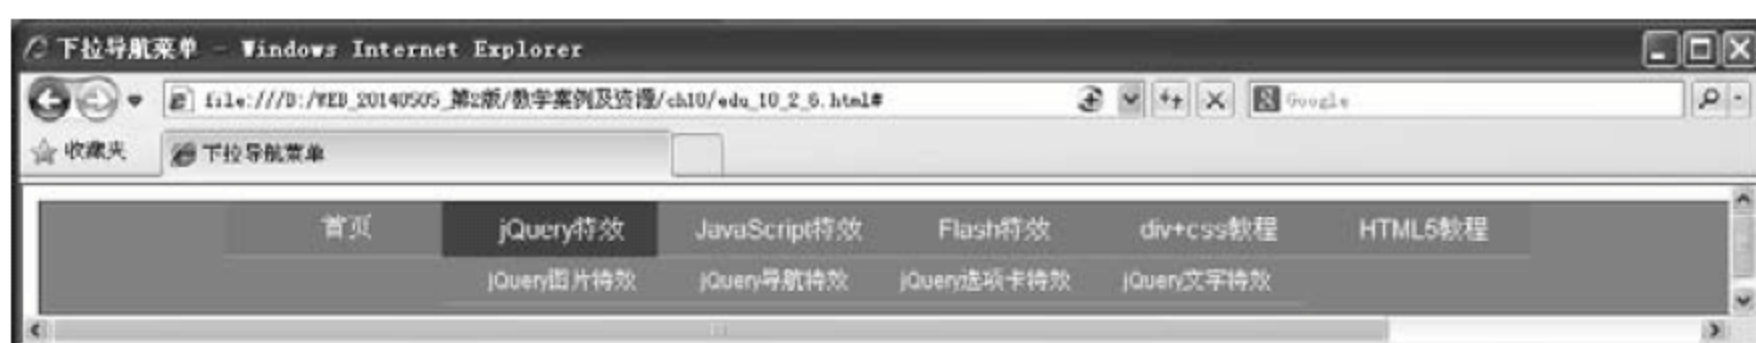 下拉导航菜单 - Windows Internet Explorer
file:///D:/WEB_20140505_第2版/教学案例及资源/ch10/edu_10_2_6.html# Google
收藏夹 下拉导航菜单
首页 jQuery特效 JavaScript特效 Flash特效 div+css教程 HTML5教程
jQuery图片特效 jQuery导航特效 jQuery选项卡特效 jQuery文字特效